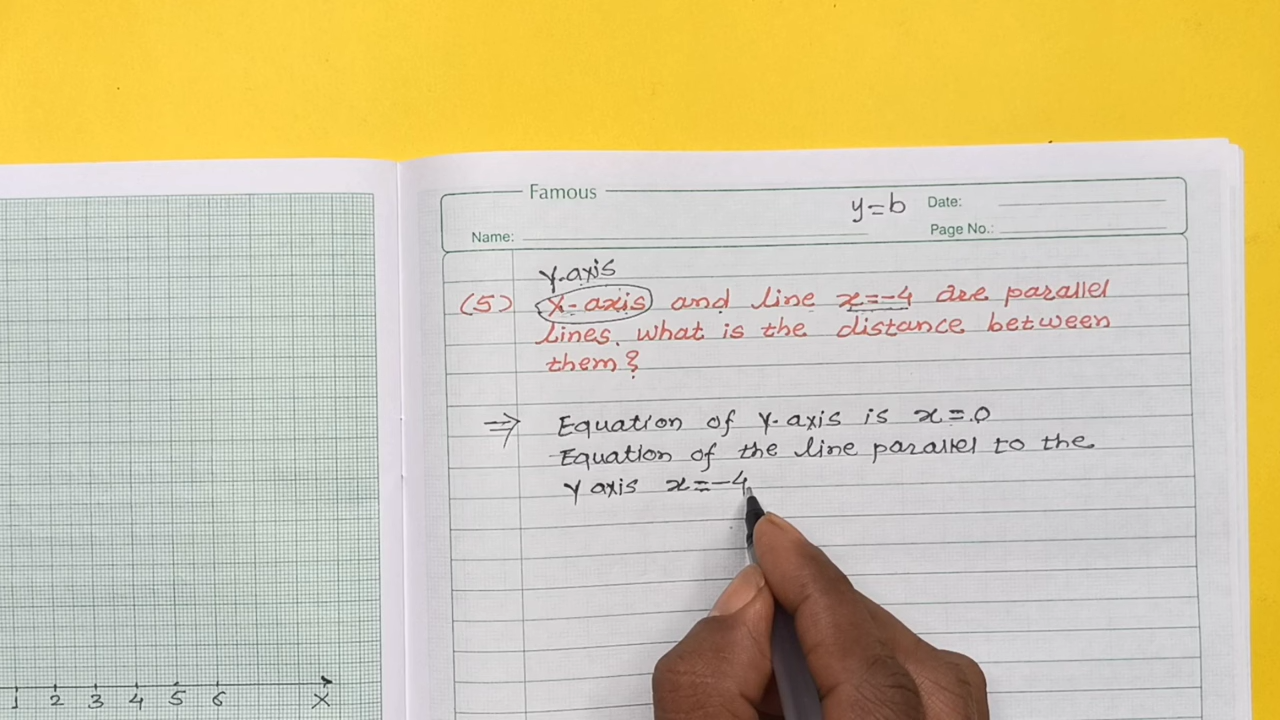 Famous
y=b
Date:
Name:
Page No.:
Y-axis
(5) X-axis and line x=-4 are parallel
lines. what is the distance between
them?
⇒ Equation of Y-axis is x=0
Equation of the line parallel to the
Y axis x=-4
1 2 3 4 5 6 X